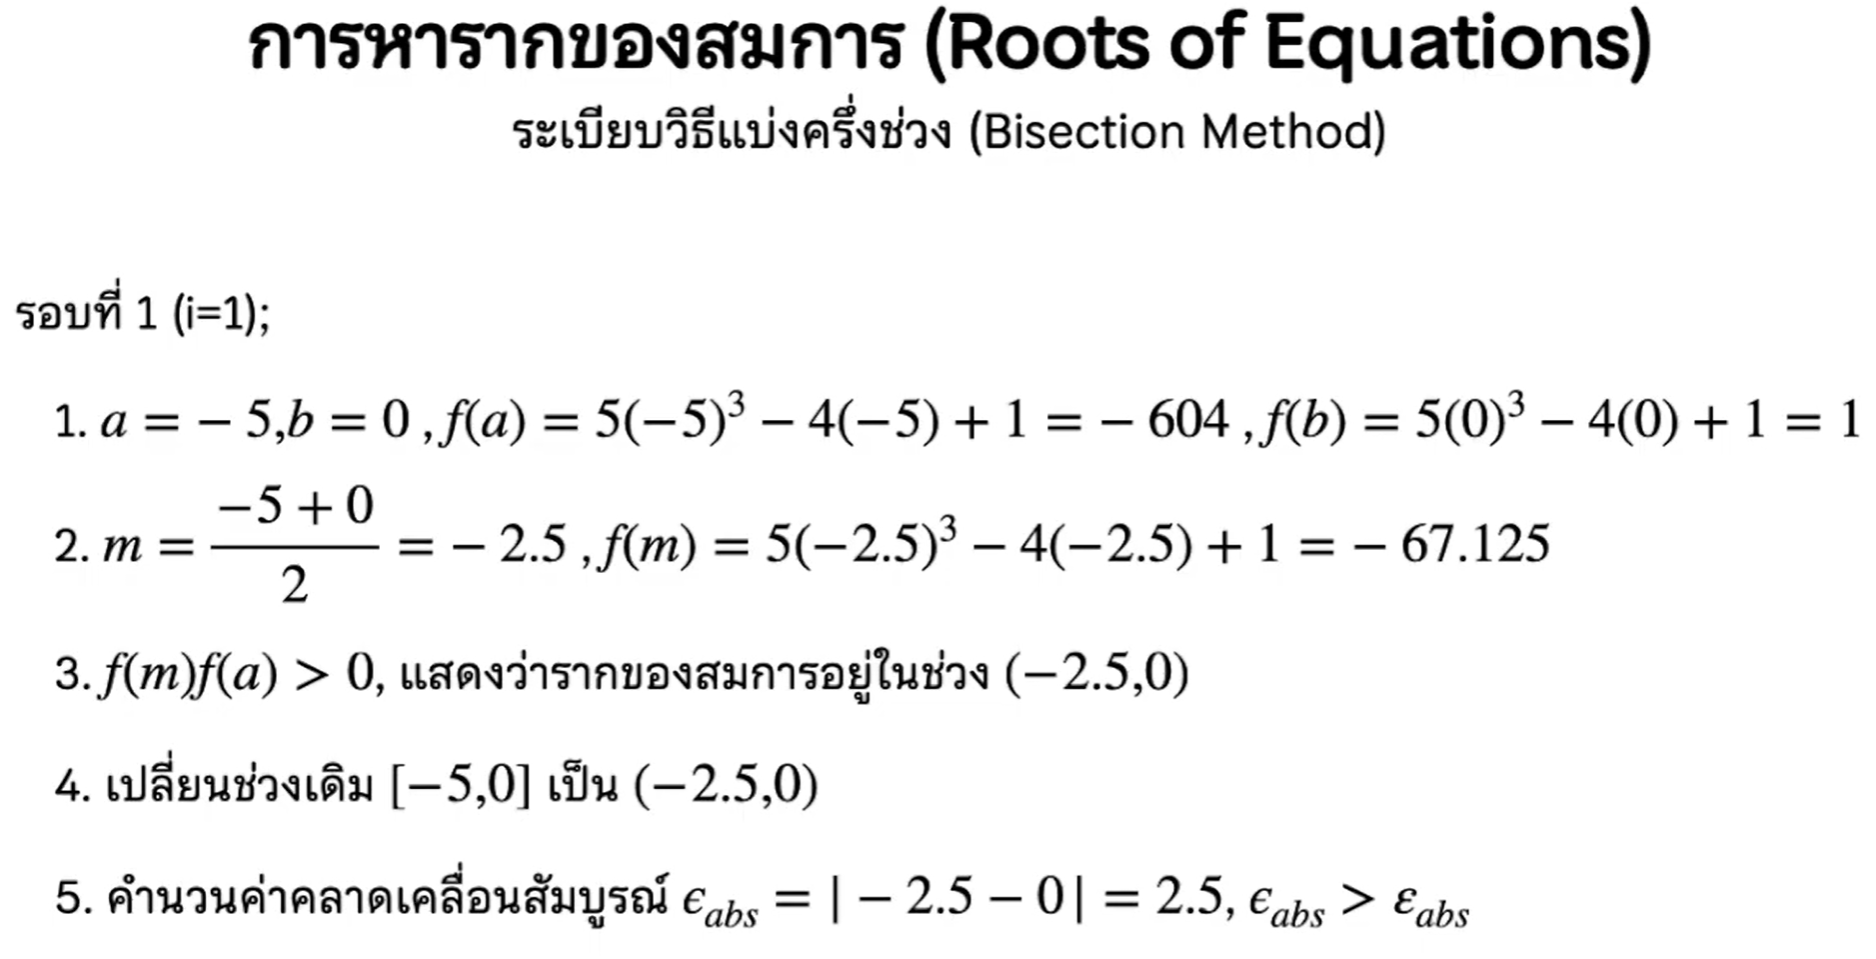 การหารากของสมการ (Roots of Equations)
ระเบียบวิธีแบ่งครึ่งช่วง (Bisection Method)
รอบที่ 1 (i=1);
1. a = − 5,b = 0 ,f(a) = 5(−5)³ − 4(−5) + 1 = − 604 ,f(b) = 5(0)³ − 4(0) + 1 = 1
2. m = \frac{−5 + 0}{2} = − 2.5 ,f(m) = 5(−2.5)³ − 4(−2.5) + 1 = − 67.125
3. f(m)f(a) > 0, แสดงว่ารากของสมการอยู่ในช่วง (−2.5,0)
4. เปลี่ยนช่วงเดิม [−5,0] เป็น (−2.5,0)
5. คำนวนค่าคลาดเคลื่อนสัมบูรณ์ ϵ_{abs} = | − 2.5 − 0 | = 2.5, ϵ_{abs} > ε_{abs}